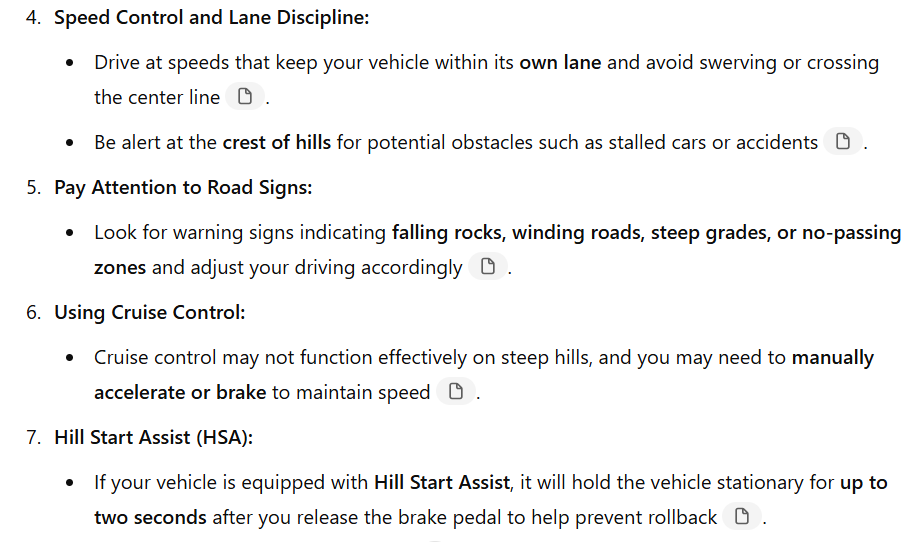 4. Speed Control and Lane Discipline:
• Drive at speeds that keep your vehicle within its own lane and avoid swerving or crossing
the center line .
• Be alert at the crest of hills for potential obstacles such as stalled cars or accidents .
5. Pay Attention to Road Signs:
• Look for warning signs indicating falling rocks, winding roads, steep grades, or no-passing
zones and adjust your driving accordingly .
6. Using Cruise Control:
• Cruise control may not function effectively on steep hills, and you may need to manually
accelerate or brake to maintain speed .
7. Hill Start Assist (HSA):
• If your vehicle is equipped with Hill Start Assist, it will hold the vehicle stationary for up to
two seconds after you release the brake pedal to help prevent rollback .